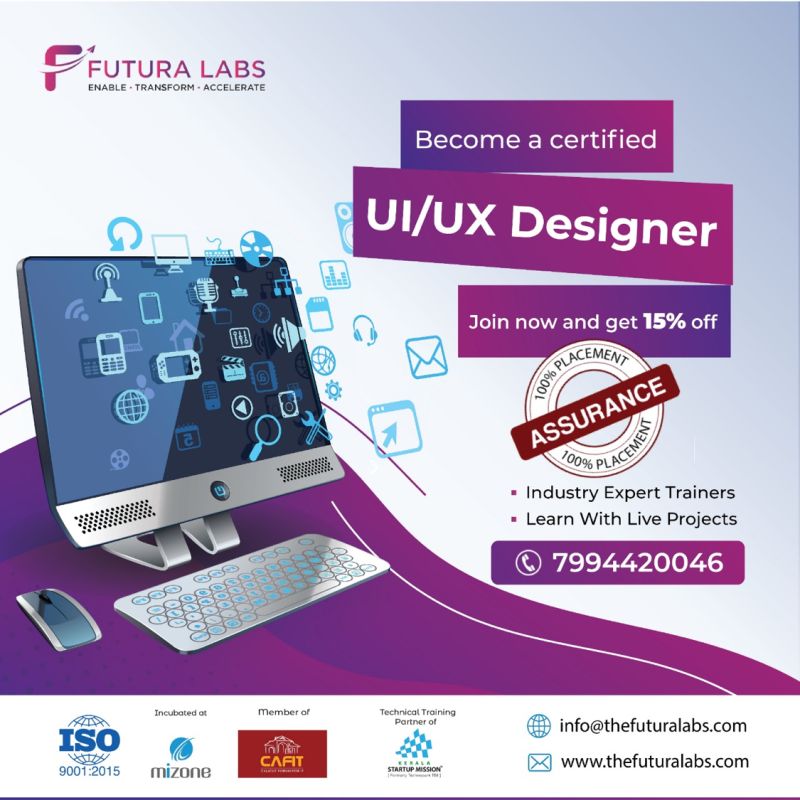 FUTURA LABS
ENABLE · TRANSFORM · ACCELERATE
Become a certified
UI/UX Designer
Join now and get 15% off
100% PLACEMENT
ASSURANCE
100% PLACEMENT
▪ Industry Expert Trainers
▪ Learn With Live Projects
7994420046
ISO
9001:2015
Incubated at
mizone
Member of
CAFIT
Technical Training
Partner of
KERALA
STARTUP MISSION
info@thefuturalabs.com
www.thefuturalabs.com